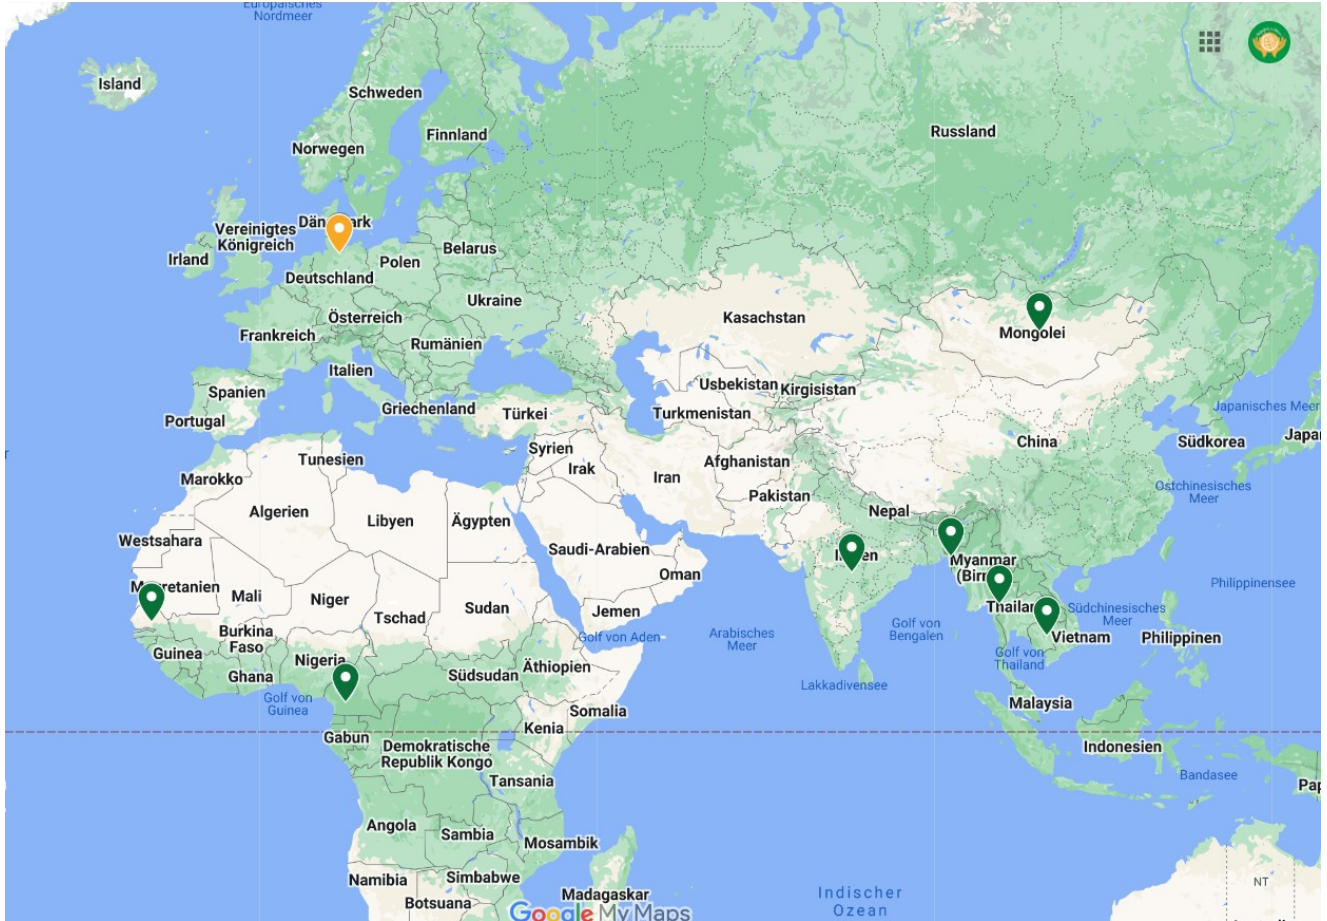 Europäisches
Nordmeer
Island
Schweden
Russland
Finnland
Norwegen
Vereinigtes
Königreich
Irland
Belarus
Polen
Deutschland
Ukraine
Österreich
Kasachstan
Mongolei
Frankreich
Rumänien
Italien
Usbekistan
Kirgisistan
Spanien
Griechenland
Türkei
Turkmenistan
Portugal
Japanisches Meer
China
Südkorea
Tunesien
Syrien
Irak
Iran
Afghanistan
Marokko
Pakistan
Ostchinesisches
Meer
Algerien
Libyen
Ägypten
Nepal
Westsahara
Saudi-Arabien
Oman
Myanmar
Philippinensee
Mali
Niger
Tschad
Sudan
Jemen
Südchinesisches
Meer
Golf von
Bengalen
Golf von Aden
Arabisches
Meer
Burkina
Faso
Guinea
Nigeria
Vietnam
Philippinen
Golf von
Thailand
Ghana
Südsudan
Äthiopien
Lakkadivensee
Golf von
Guinea
Somalia
Malaysia
Kenia
Gabun
Demokratische
Republik Kongo
Indonesien
Tansania
Bandasee
Angola
Sambia
Mosambik
Simbabwe
Namibia
Botsuana
Madagaskar
Indischer
Ozean
NT
Google My Maps